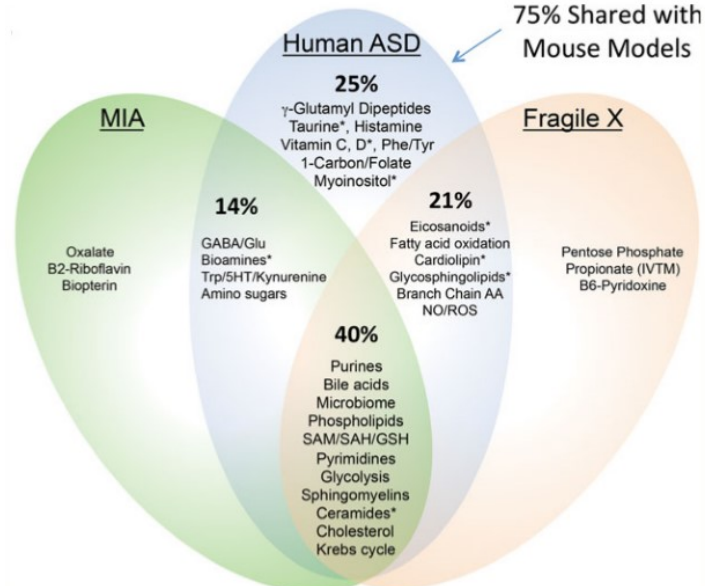 75% Shared with
Mouse Models
Human ASD
25%
γ-Glutamyl Dipeptides
Taurine*, Histamine
Vitamin C, D*, Phe/Tyr
1-Carbon/Folate
Myoinositol*
MIA
Oxalate
B2-Riboflavin
Biopterin
14%
GABA/Glu
Bioamines*
Trp/5HT/Kynurenine
Amino sugars
21%
Eicosanoids*
Fatty acid oxidation
Cardiolipin*
Glycosphingolipids*
Branch Chain AA
NO/ROS
Fragile X
Pentose Phosphate
Propionate (IVTM)
B6-Pyridoxine
40%
Purines
Bile acids
Microbiome
Phospholipids
SAM/SAH/GSH
Pyrimidines
Glycolysis
Sphingomyelins
Ceramides*
Cholesterol
Krebs cycle